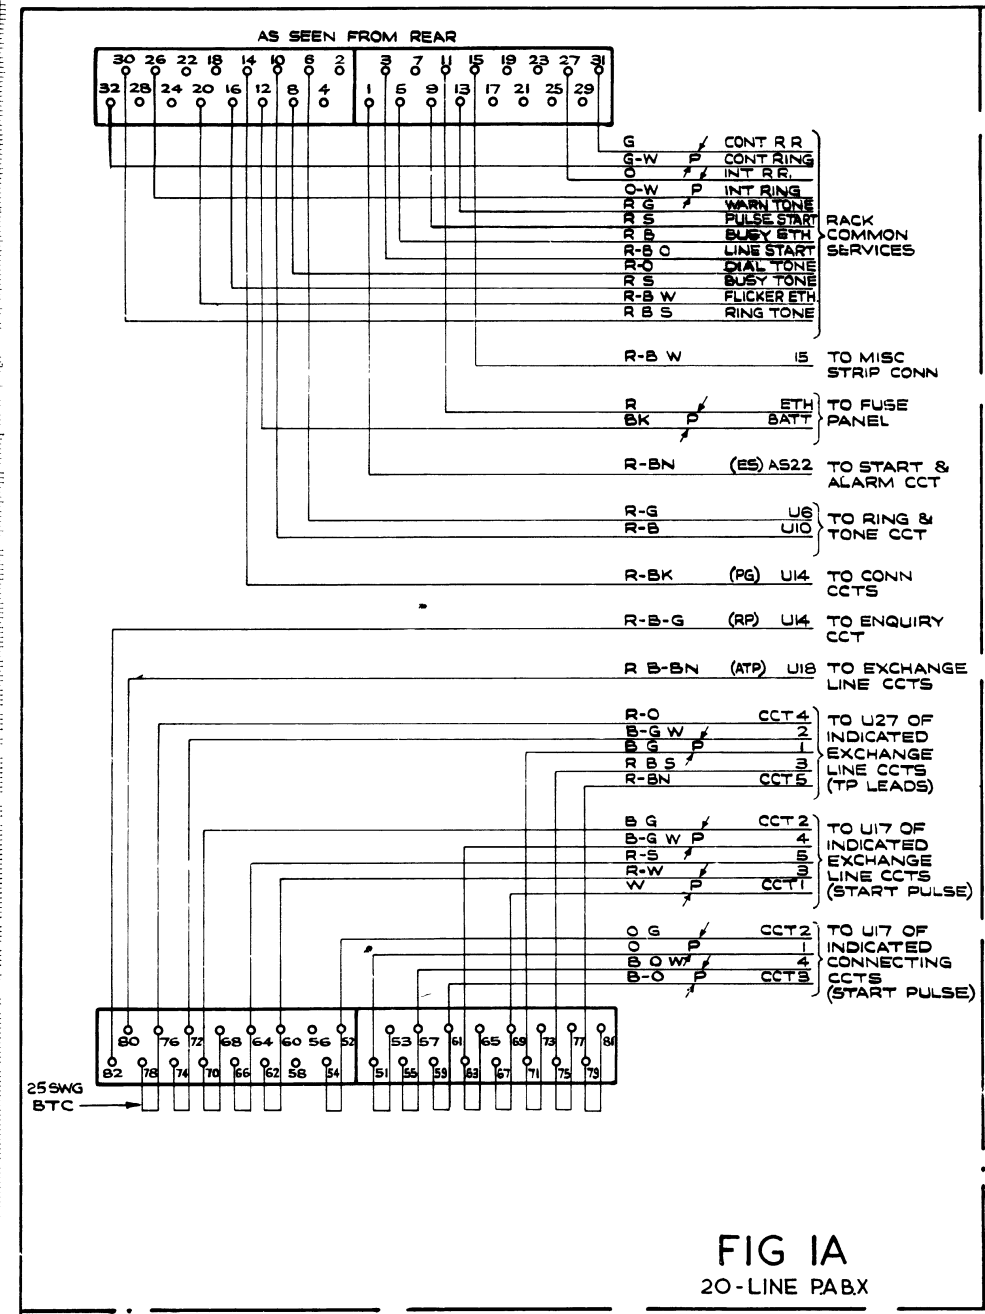 AS SEEN FROM REAR
30 26 22 18 14 10 6 2 3 7 11 15 19 23 27 31
32 28 24 20 16 12 8 4 1 5 9 13 17 21 25 29
G CONT R R
G-W P CONT RING
O INT R R.
O-W P INT RING
R G WARN TONE
R S PULSE START
R B BUSY ETH
R-B O LINE START
R-O DIAL TONE
R S BUSY TONE
R-B W FLICKER ETH.
R B S RING TONE
RACK
COMMON
SERVICES
R-B W 15 TO MISC
STRIP CONN
R ETH TO FUSE
BK P BATT PANEL
R-BN (ES) AS22 TO START &
ALARM CCT
R-G U6 TO RING &
R-B U10 TONE CCT
R-BK (PG) U14 TO CONN
CCTS
R-B-G (RP) U14 TO ENQUIRY
CCT
R B-BN (ATP) U18 TO EXCHANGE
LINE CCTS
R-O CCT 4
B-G W 2
B G P 1
R B S 3
R-BN CCT 5
TO U27 OF
INDICATED
EXCHANGE
LINE CCTS
(TP LEADS)
B G CCT 2
B-G W P 4
R-S 5
R-W 3
W P CCT 1
TO U17 OF
INDICATED
EXCHANGE
LINE CCTS
(START PULSE)
O G CCT 2
O P 1
B O W 4
B-O P CCT 3
TO U17 OF
INDICATED
CONNECTING
CCTS
(START PULSE)
80 76 72 68 64 60 56 52 53 57 61 65 69 73 77 81
82 78 74 70 66 62 58 54 51 55 59 63 67 71 75 79
25 SWG
BTC
FIG 1A
20-LINE P.A.B.X